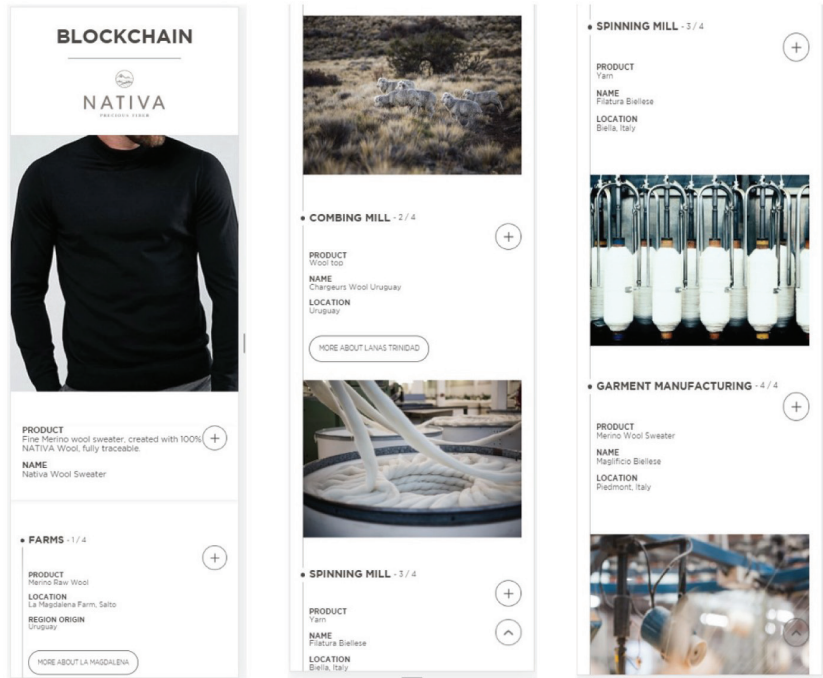 BLOCKCHAIN
NATIVA
PRECIOUS FIBER
PRODUCT
Fine Merino wool sweater, created with 100%
NATIVA Wool, fully traceable.
NAME
Nativa Wool Sweater
FARMS - 1/4
PRODUCT
Merino Raw Wool
LOCATION
La Magdalena Farm, Salto
REGION ORIGIN
Uruguay
MORE ABOUT LA MAGDALENA
COMBING MILL - 2/4
PRODUCT
Wool top
NAME
Chargeurs Wool Uruguay
LOCATION
Uruguay
MORE ABOUT LANAS TRINIDAD
SPINNING MILL - 3/4
PRODUCT
Yarn
NAME
Filatura Biellese
LOCATION
Biella, Italy
SPINNING MILL - 3/4
PRODUCT
Yarn
NAME
Filatura Biellese
LOCATION
Biella, Italy
GARMENT MANUFACTURING - 4/4
PRODUCT
Merino Wool Sweater
NAME
Maglificio Biellese
LOCATION
Piedmont, Italy